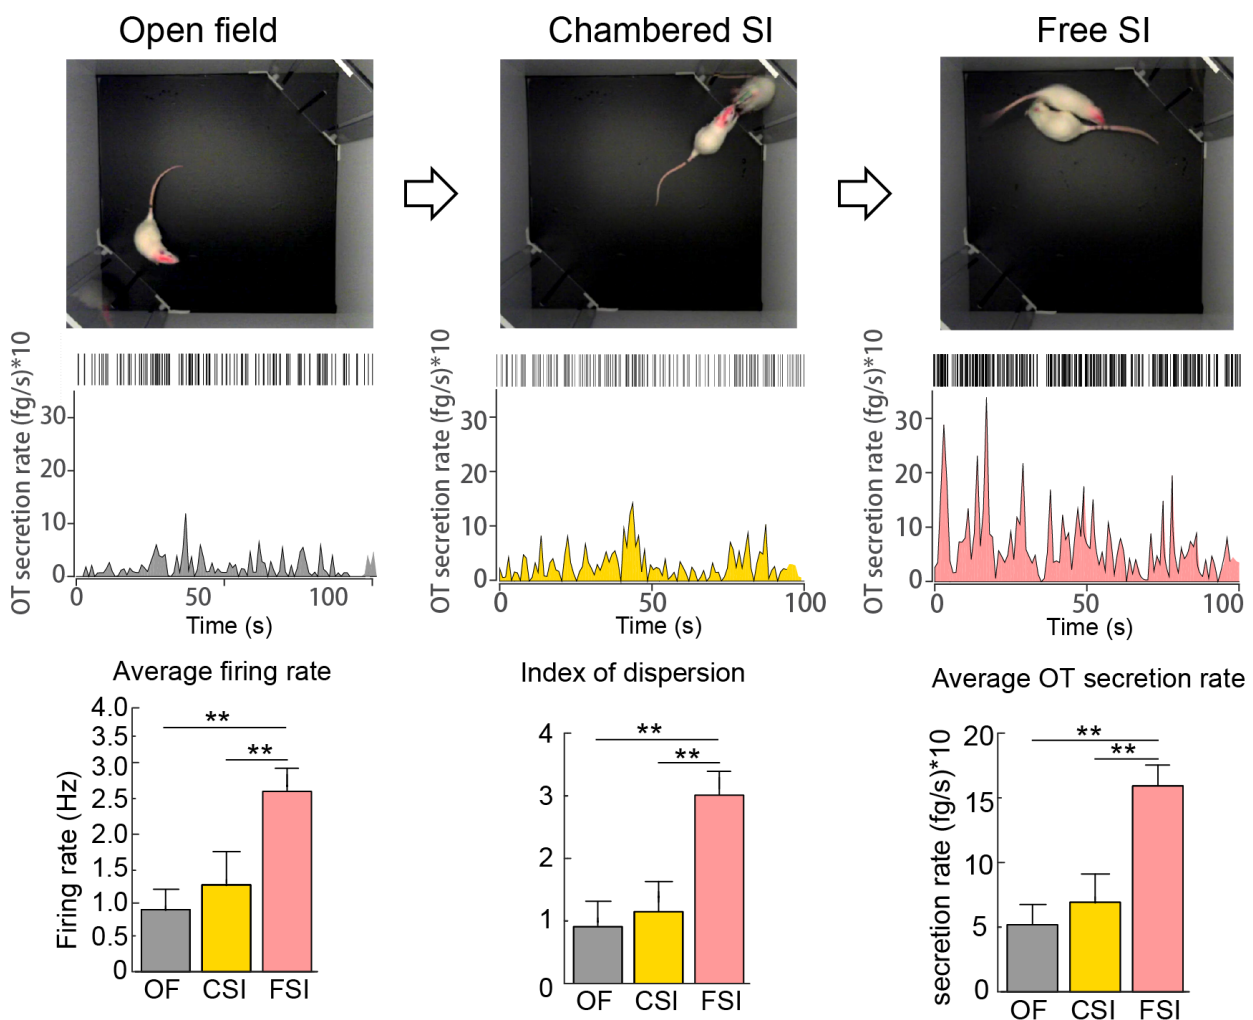 Open field
Chambered SI
Free SI
OT secretion rate (fg/s)*10
30
20
10
0
0
50
100
Time (s)
OT secretion rate (fg/s)*10
30
20
10
0
0
50
100
Time (s)
OT secretion rate (fg/s)*10
30
20
10
0
0
50
100
Time (s)
Average firing rate
Firing rate (Hz)
4.0
3.5
3.0
2.5
2.0
1.5
1.0
0.5
0
**
**
OF CSI FSI
Index of dispersion
4
3
2
1
0
**
**
OF CSI FSI
Average OT secretion rate
secretion rate (fg/s)*10
20
15
10
5
0
**
**
OF CSI FSI